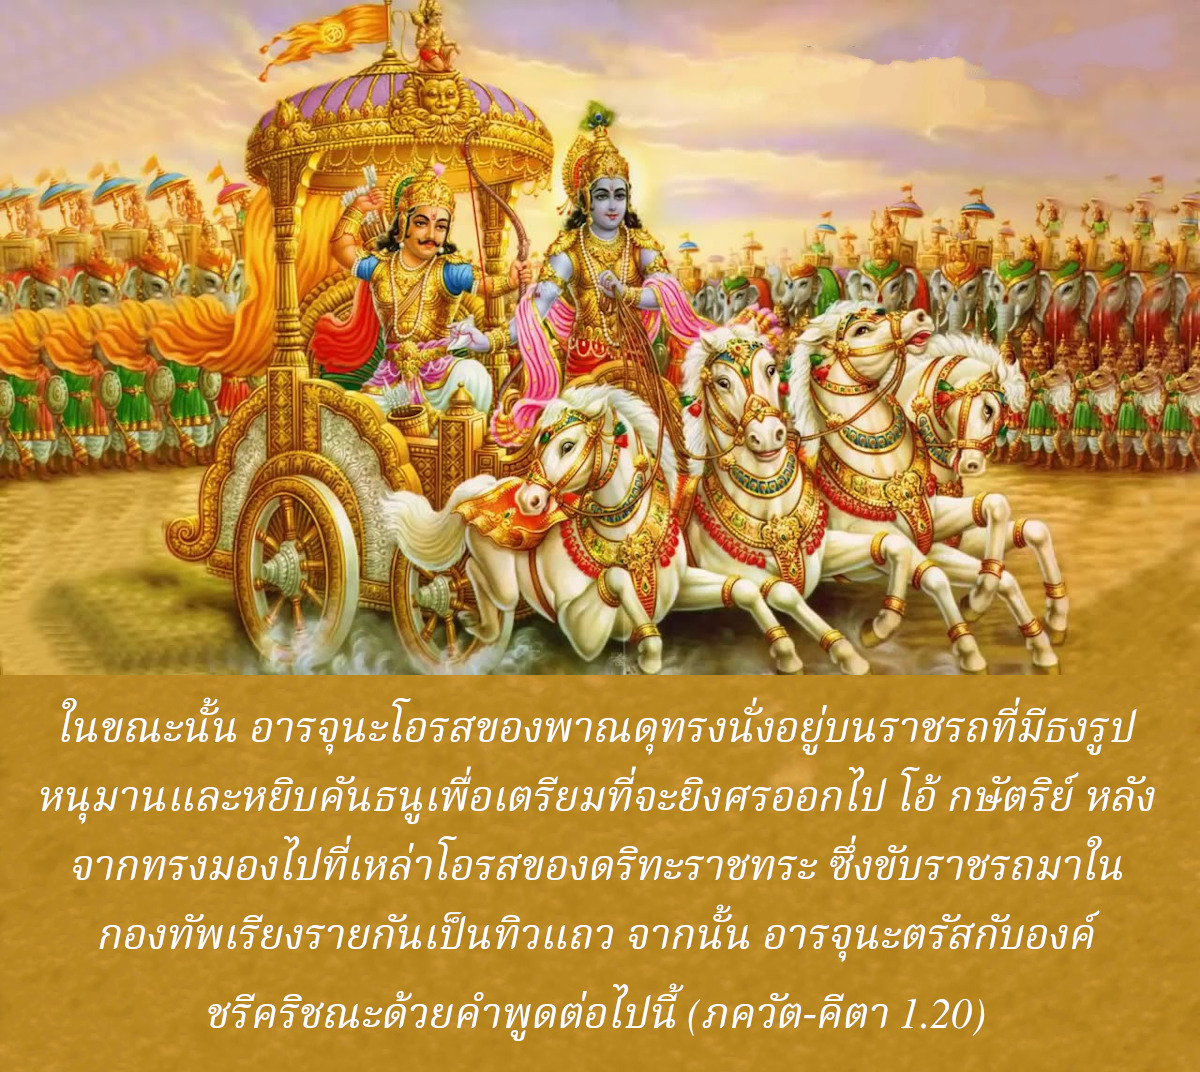 ในขณะนั้น อารจุนะโอรสของพาณดุทรงนั่งอยู่บนราชรถที่มีธงรูป
หนุมานและหยิบคันธนูเพื่อเตรียมที่จะยิงศรออกไป โอ้ กษัตริย์ หลัง
จากทรงมองไปที่เหล่าโอรสของดริทะราชทระ ซึ่งขับราชรถมาใน
กองทัพเรียงรายกันเป็นทิวแถว จากนั้น อารจุนะตรัสกับองค์
ชรีคริชณะด้วยคำพูดต่อไปนี้ (ภควัต-คีตา 1.20)